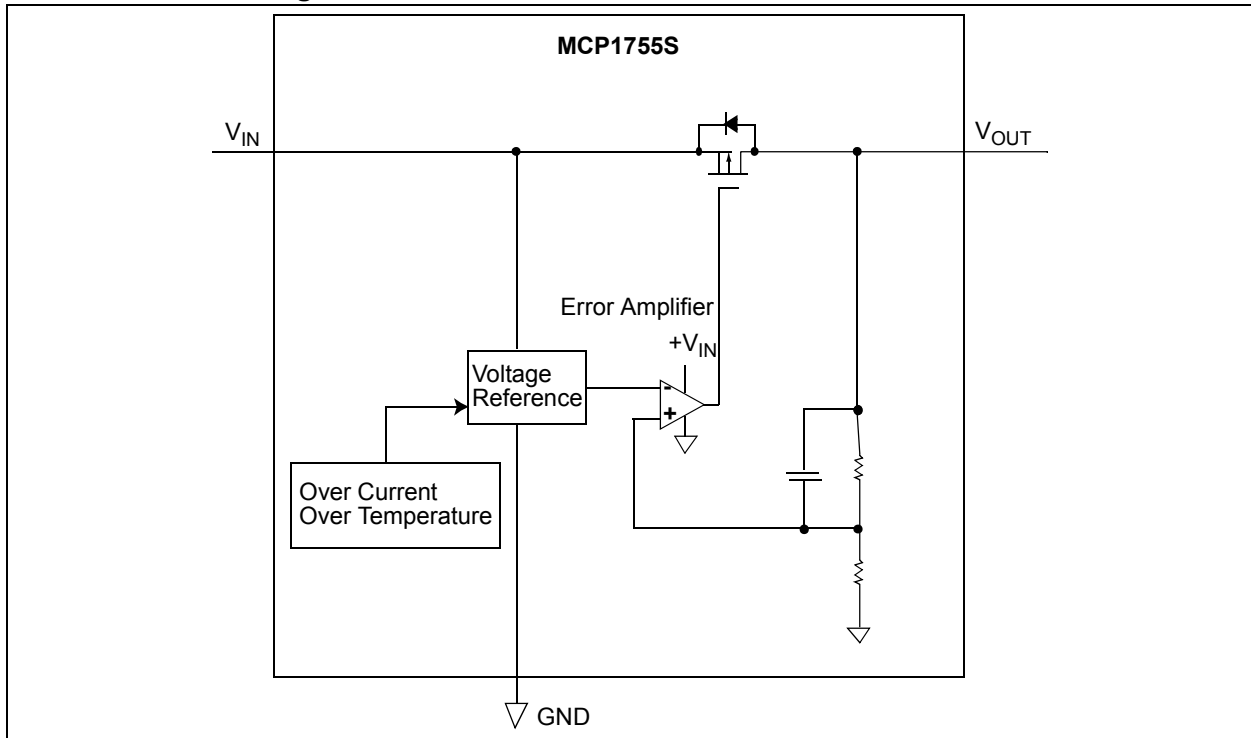 MCP1755S
V_IN
V_OUT
Error Amplifier
+V_IN
Voltage
Reference
-
+
Over Current
Over Temperature
GND